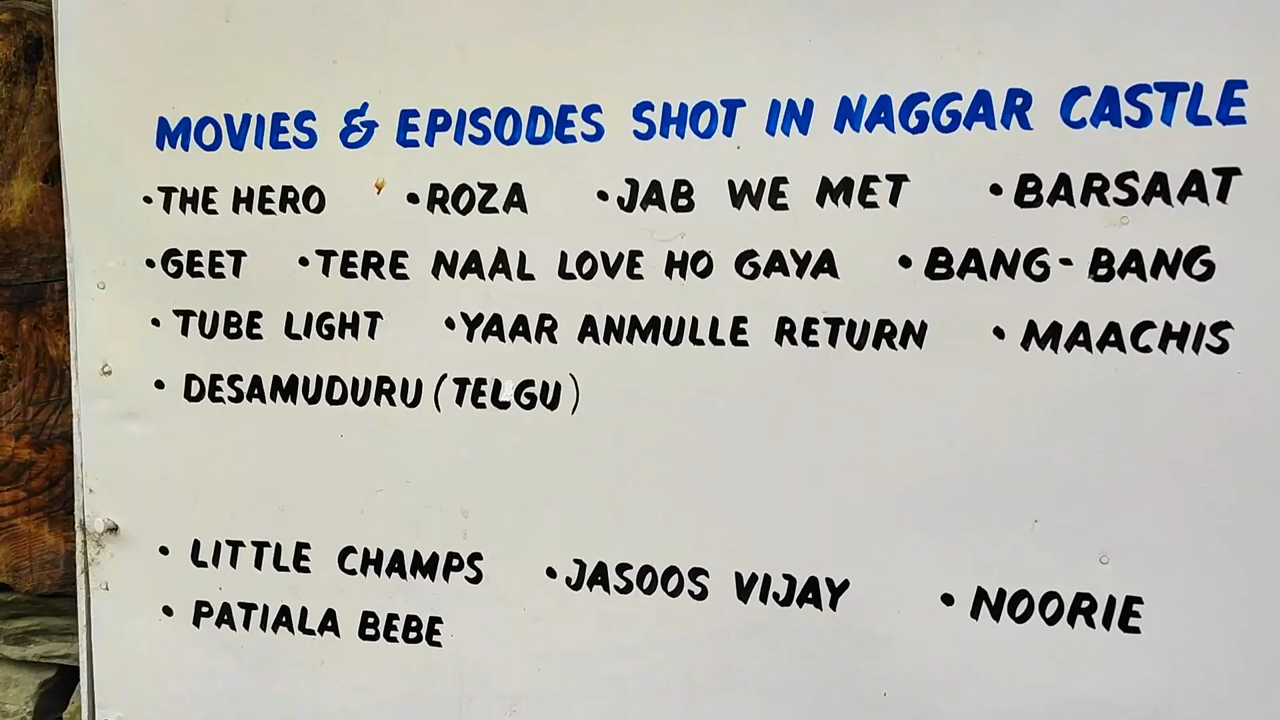 MOVIES & EPISODES SHOT IN NAGGAR CASTLE
•THE HERO •ROZA •JAB WE MET •BARSAAT
•GEET •TERE NAAL LOVE HO GAYA •BANG-BANG
•TUBE LIGHT •YAAR ANMULLE RETURN •MAACHIS
•DESAMUDURU (TELGU)
•LITTLE CHAMPS •JASOOS VIJAY •NOORIE
•PATIALA BEBE